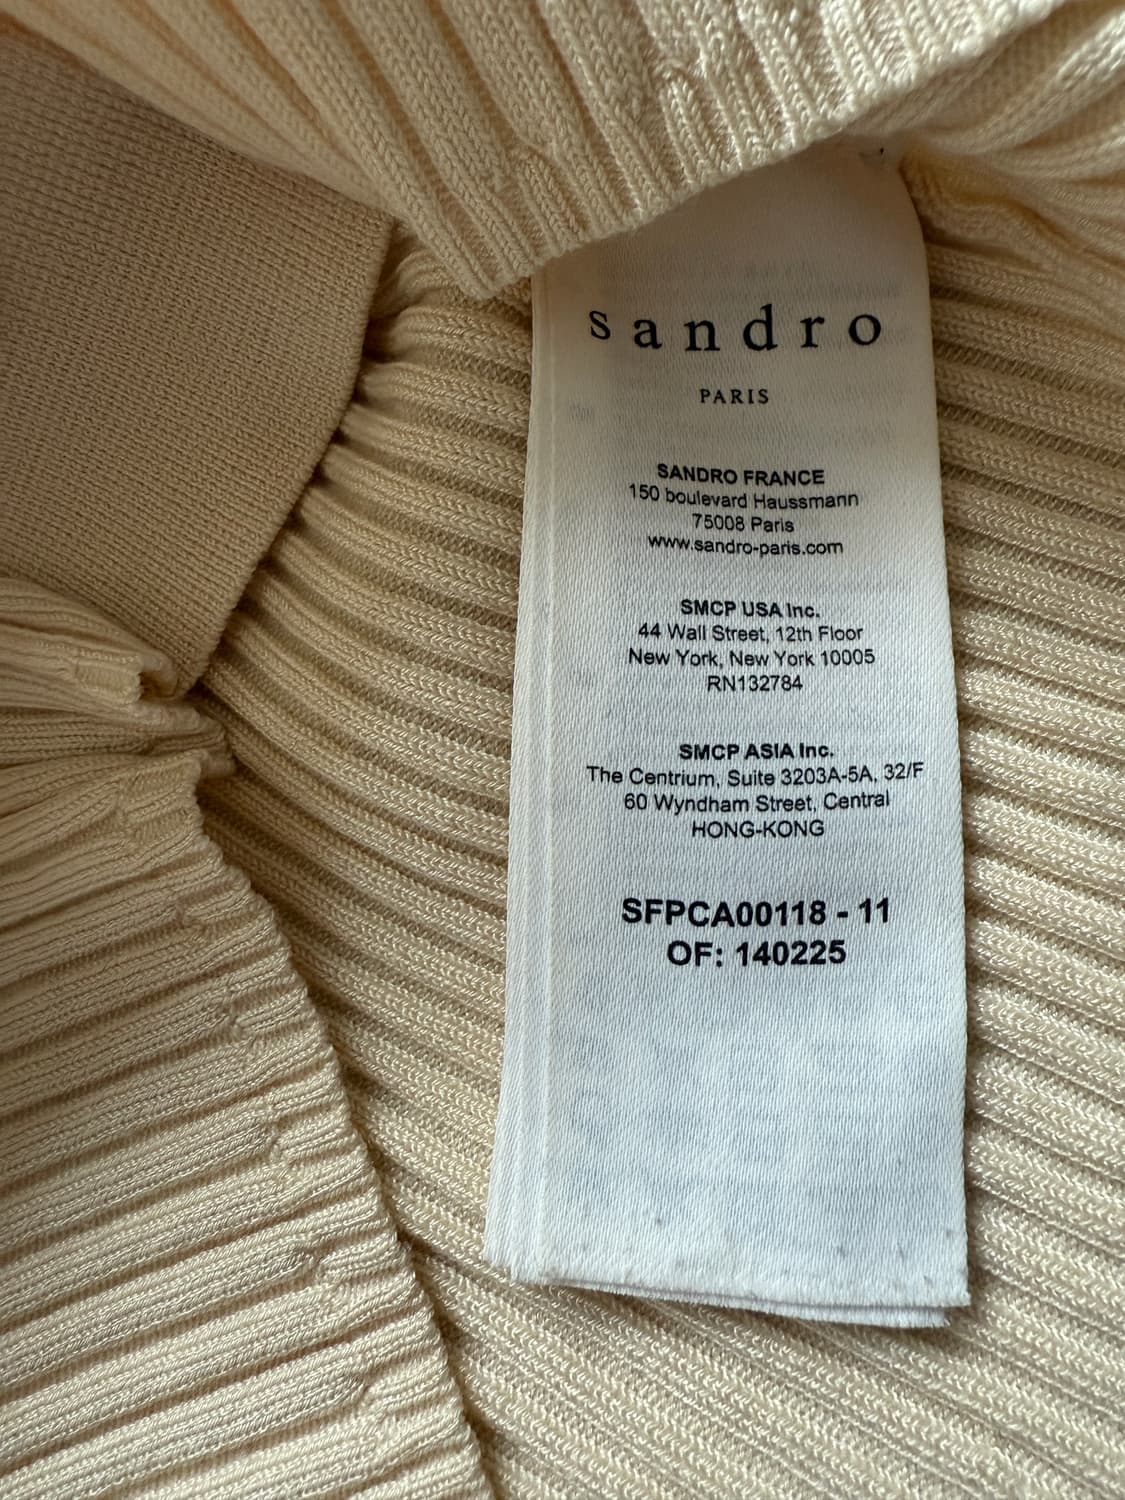 sandro
PARIS
SANDRO FRANCE
150 boulevard Haussmann
75008 Paris
www.sandro-paris.com
SMCP USA Inc.
44 Wall Street, 12th Floor
New York, New York 10005
RN132784
SMCP ASIA Inc.
The Centrium, Suite 3203A-5A, 32/F
60 Wyndham Street, Central
HONG-KONG
SFPCA00118 - 11
OF: 140225